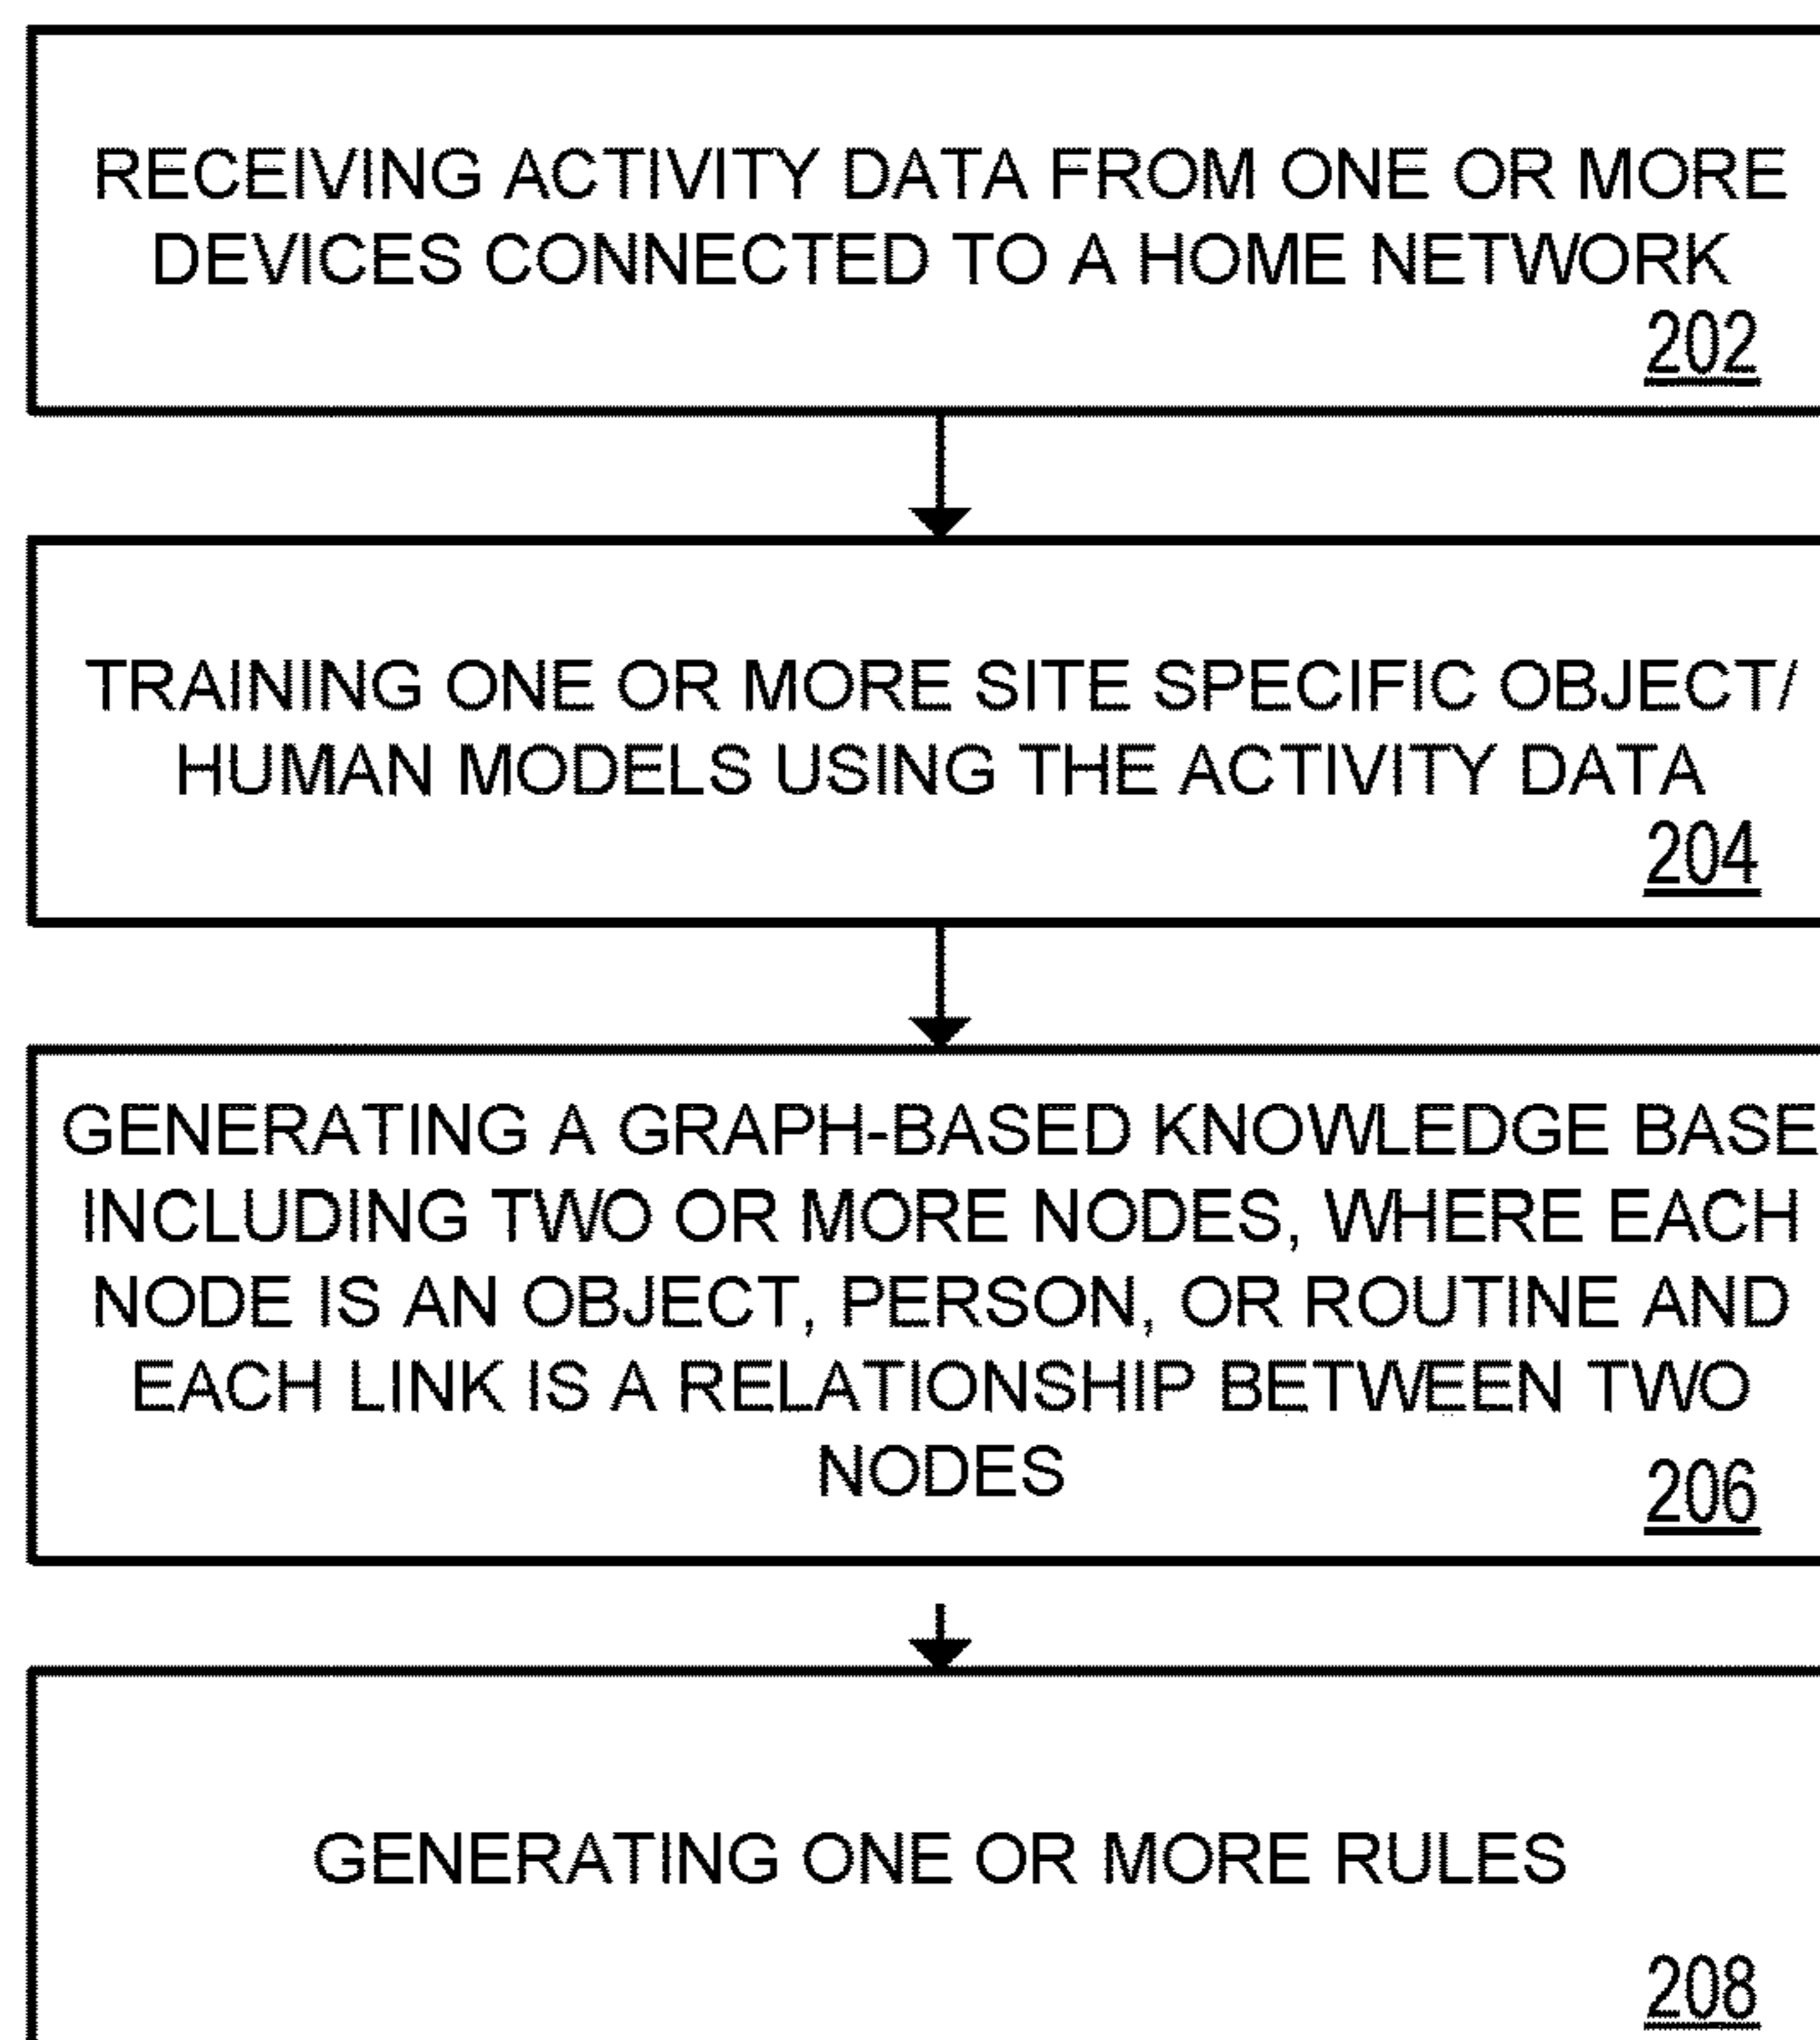 RECEIVING ACTIVITY DATA FROM ONE OR MORE
DEVICES CONNECTED TO A HOME NETWORK
202
TRAINING ONE OR MORE SITE SPECIFIC OBJECT/
HUMAN MODELS USING THE ACTIVITY DATA
204
GENERATING A GRAPH-BASED KNOWLEDGE BASE
INCLUDING TWO OR MORE NODES, WHERE EACH
NODE IS AN OBJECT, PERSON, OR ROUTINE AND
EACH LINK IS A RELATIONSHIP BETWEEN TWO
NODES
206
GENERATING ONE OR MORE RULES
208